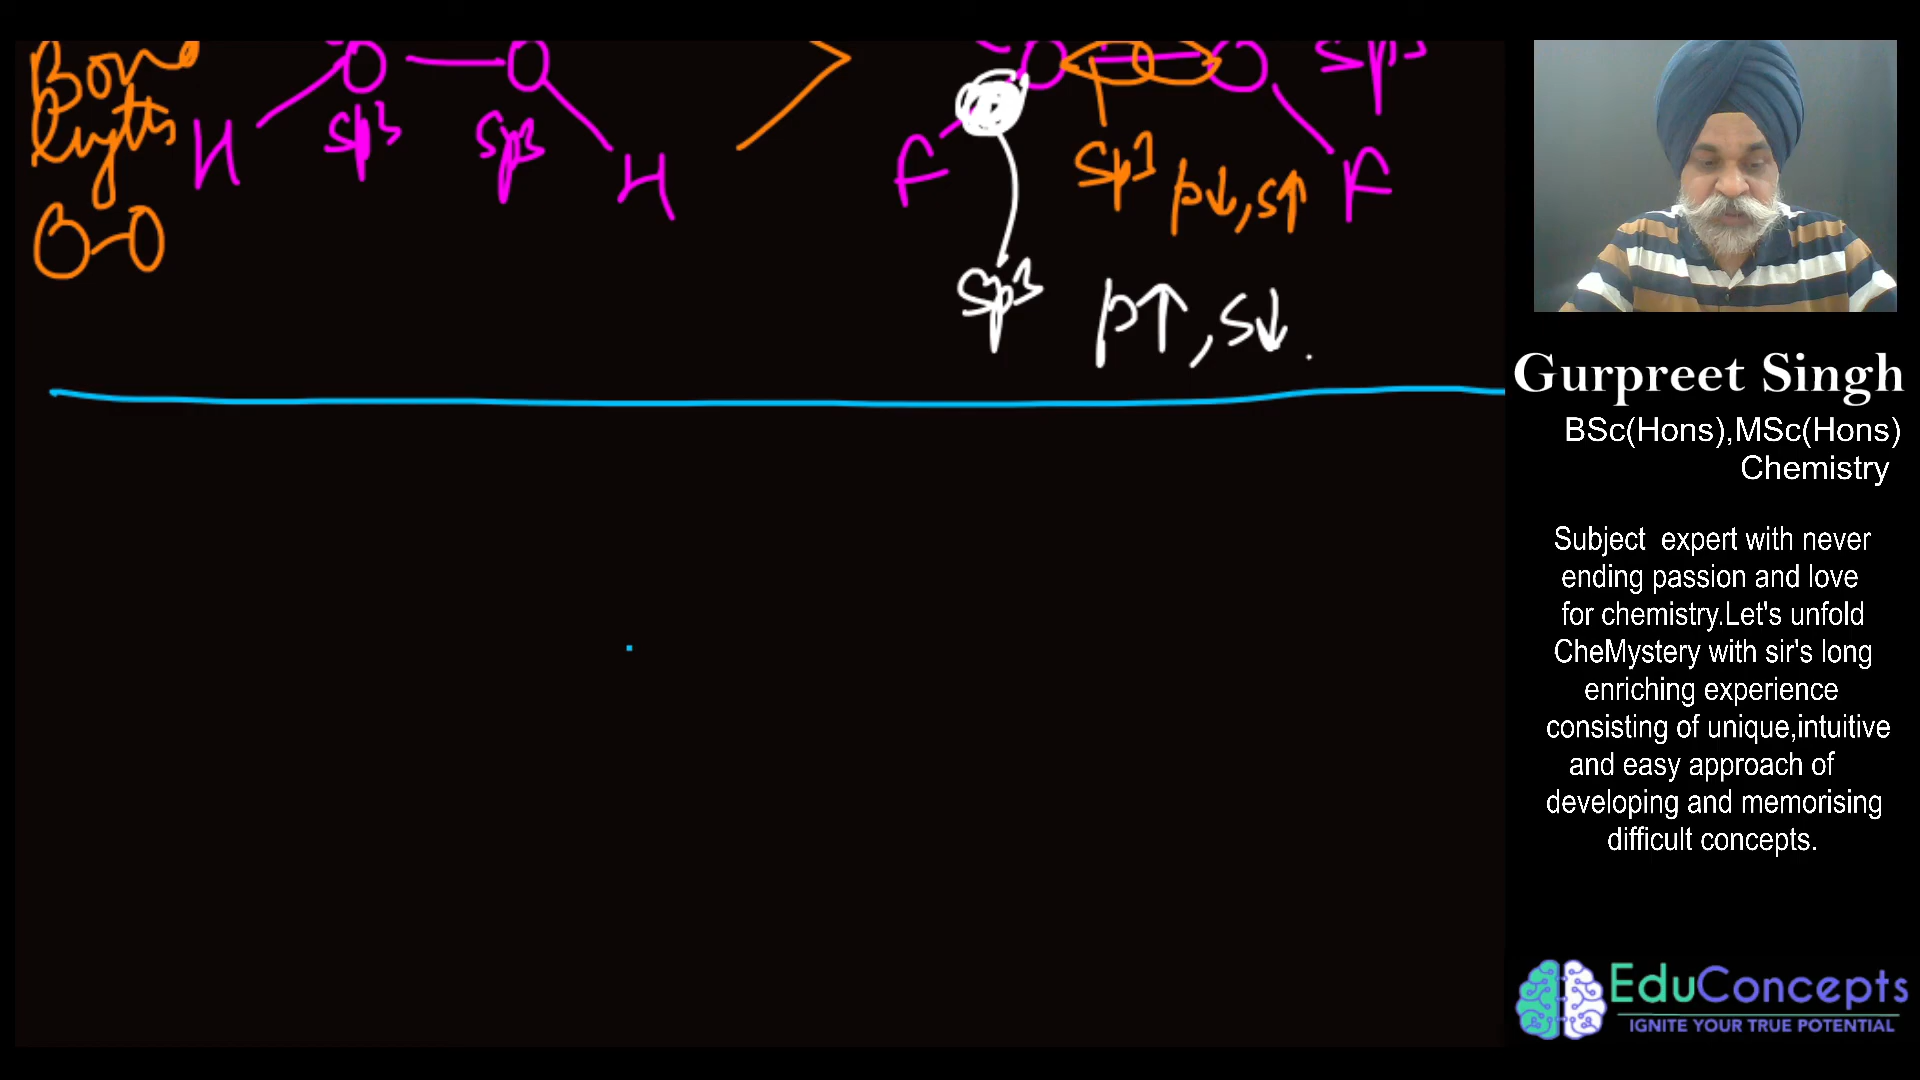 Bond
lengths
O-O
H O — O H
sp³ sp³
>
F O — O F
sp³
sp³ p↓, s↑
sp³ p↑, s↓.
Gurpreet Singh
BSc(Hons),MSc(Hons)
Chemistry
Subject expert with never
ending passion and love
for chemistry.Let's unfold
CheMystery with sir's long
enriching experience
consisting of unique,intuitive
and easy approach of
developing and memorising
difficult concepts.
EduConcepts
IGNITE YOUR TRUE POTENTIAL